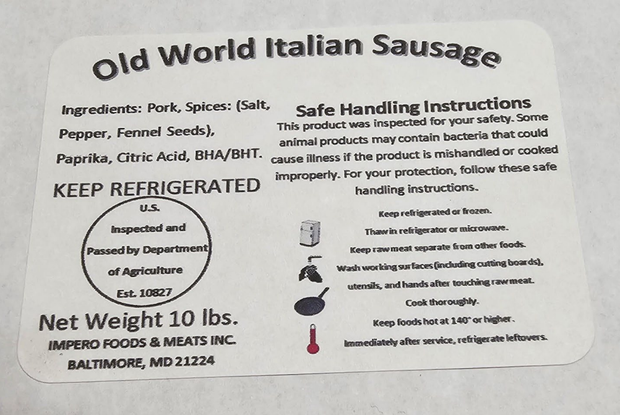 Old World Italian Sausage
Ingredients: Pork, Spices: (Salt,
Pepper, Fennel Seeds),
Paprika, Citric Acid, BHA/BHT.
KEEP REFRIGERATED
U.S.
Inspected and
Passed by Department
of Agriculture
Est. 10827
Net Weight 10 lbs.
IMPERO FOODS & MEATS INC.
BALTIMORE, MD 21224
Safe Handling Instructions
This product was inspected for your safety. Some
animal products may contain bacteria that could
cause illness if the product is mishandled or cooked
improperly. For your protection, follow these safe
handling instructions.
Keep refrigerated or frozen.
Thaw in refrigerator or microwave.
Keep raw meat separate from other foods.
Wash working surfaces (including cutting boards),
utensils, and hands after touching raw meat.
Cook thoroughly.
Keep foods hot at 140° or higher.
Immediately after service, refrigerate leftovers.